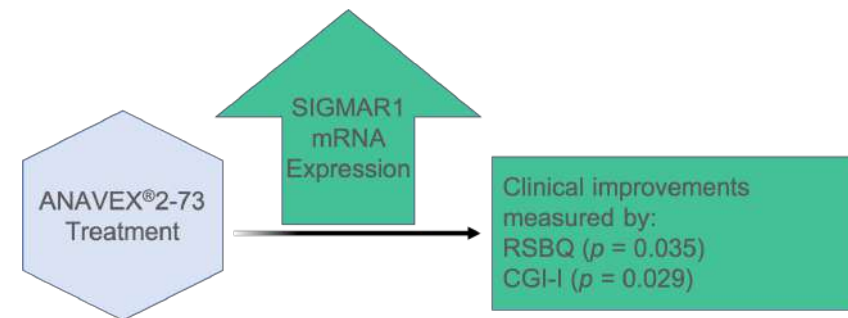 SIGMAR1
mRNA
Expression
ANAVEX®2-73
Treatment
Clinical improvements
measured by:
RSBQ (p = 0.035)
CGI-I (p = 0.029)